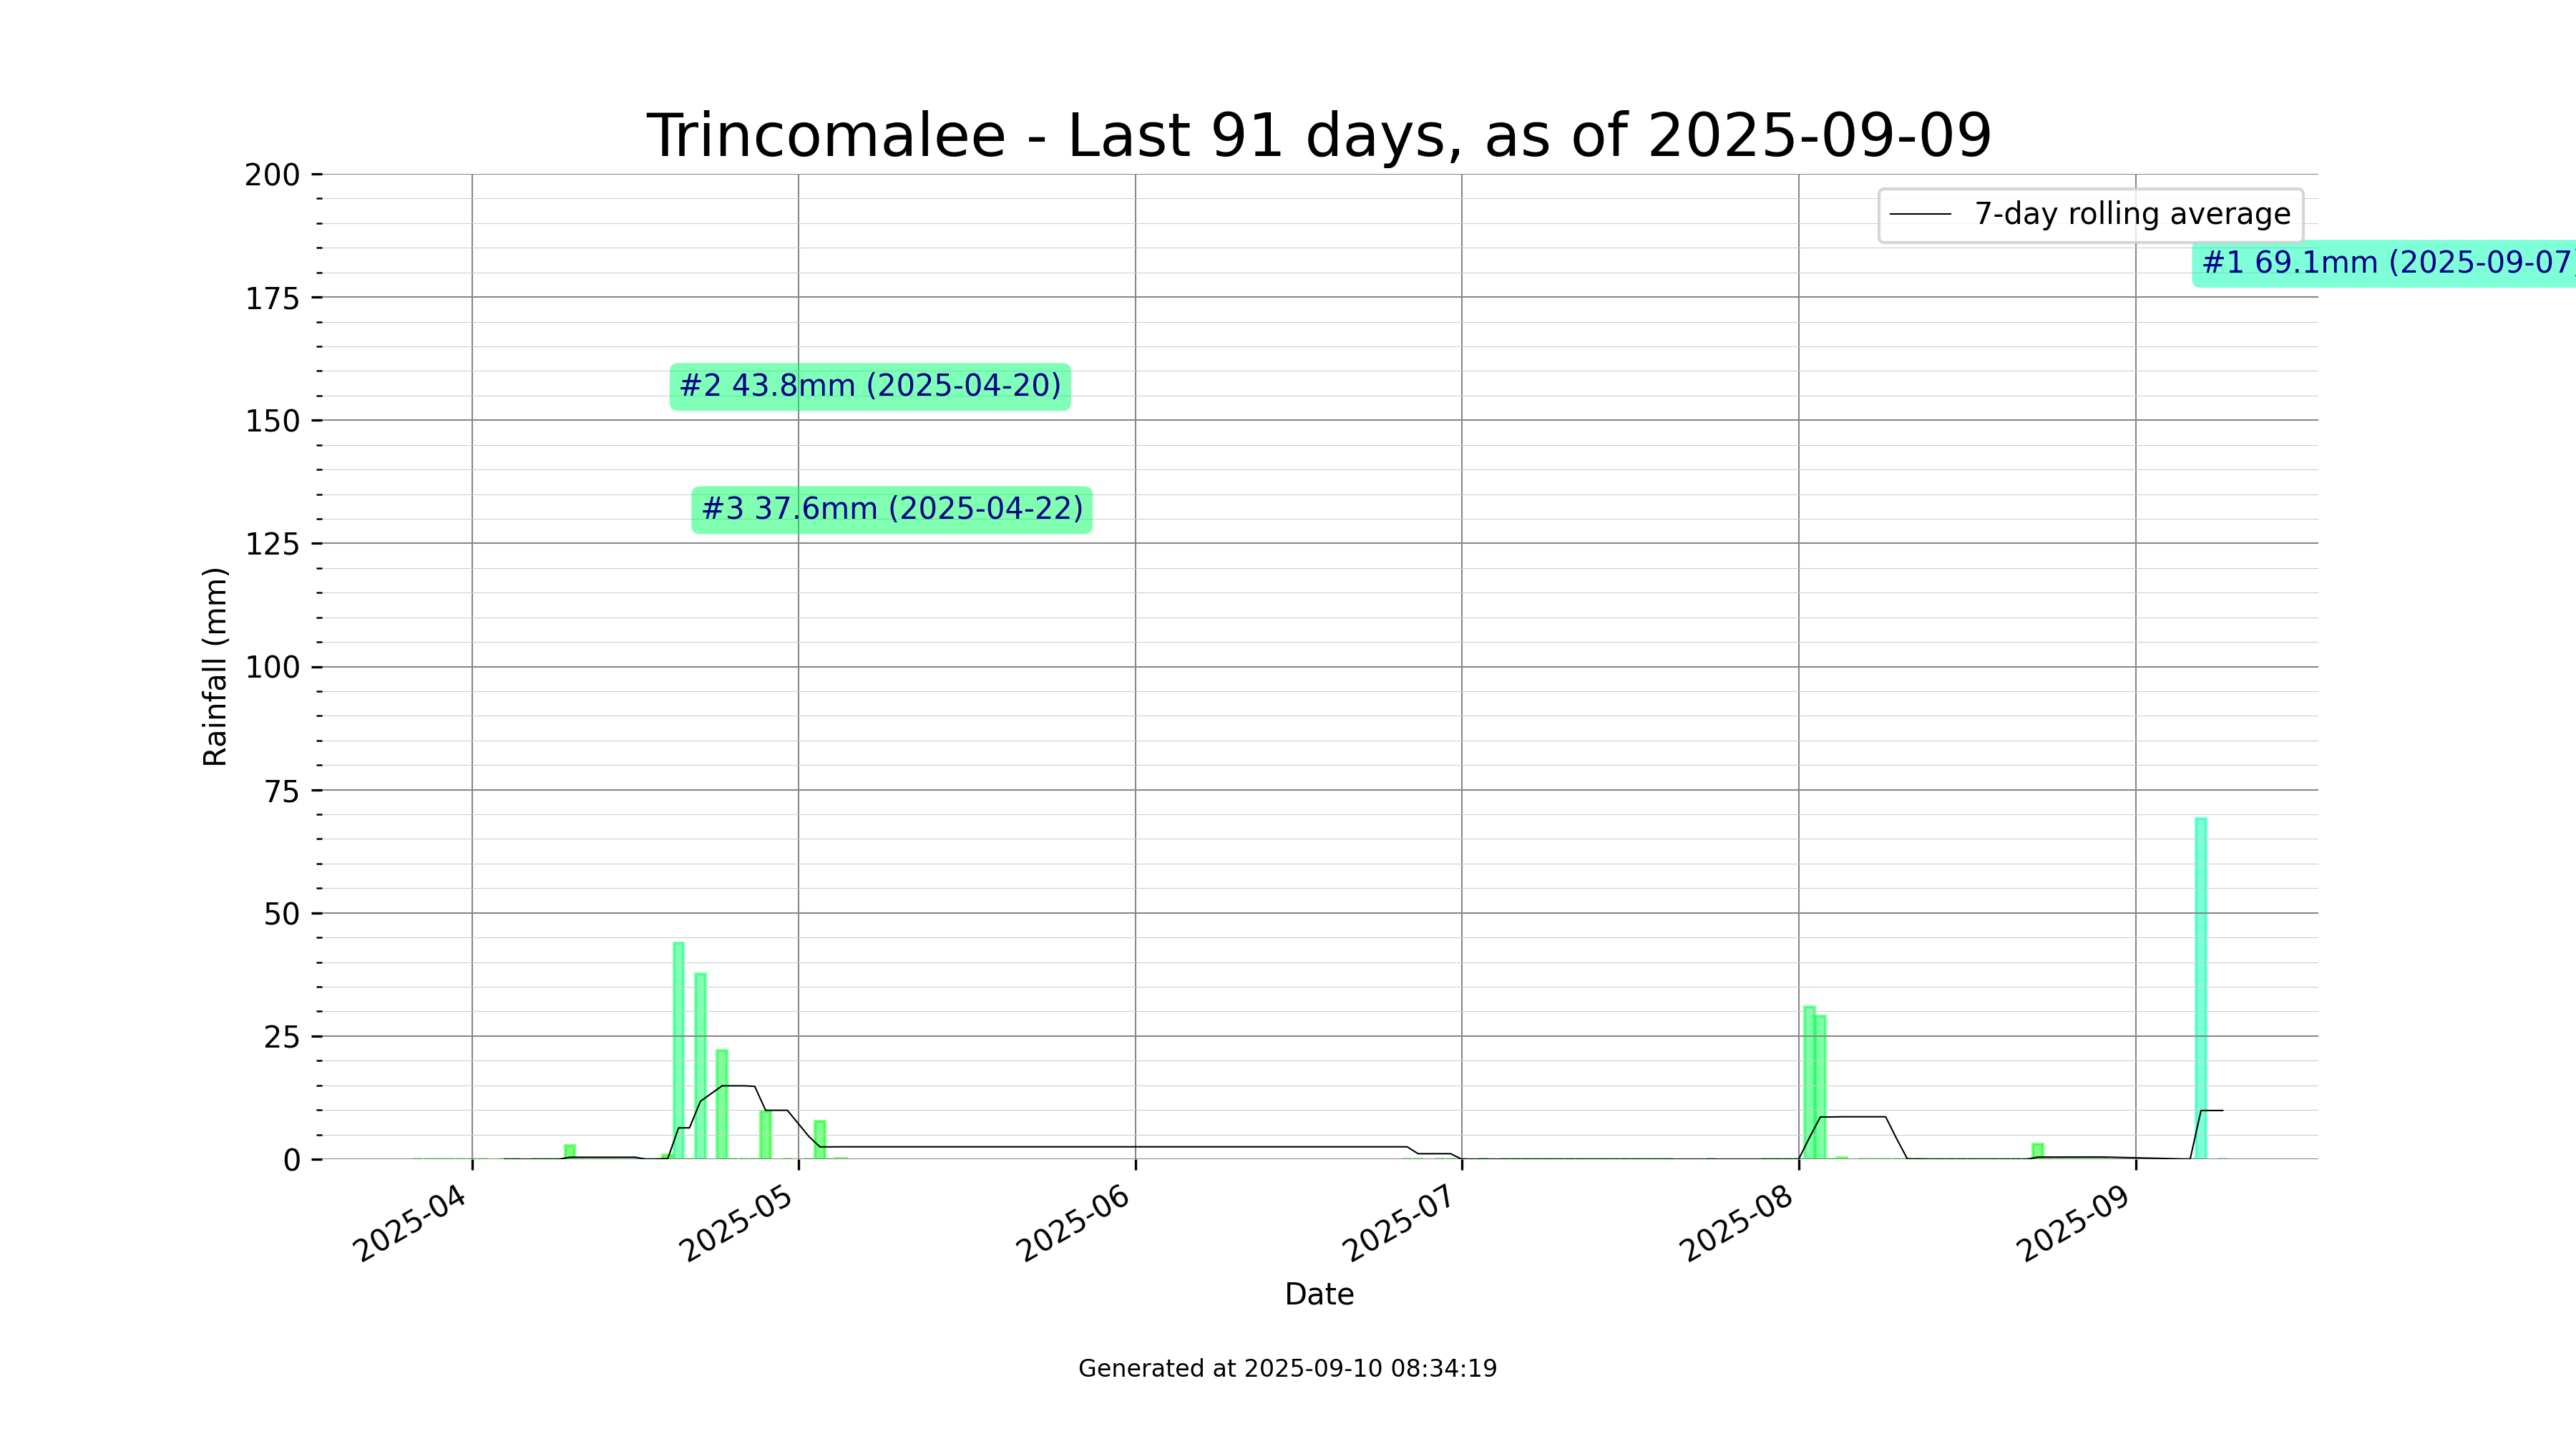 Trincomalee - Last 91 days, as of 2025-09-09
200
175
150
125
100
75
50
25
0
Rainfall (mm)
7-day rolling average
#1 69.1mm (2025-09-07)
#2 43.8mm (2025-04-20)
#3 37.6mm (2025-04-22)
2025-04
2025-05
2025-06
2025-07
2025-08
2025-09
Date
Generated at 2025-09-10 08:34:19